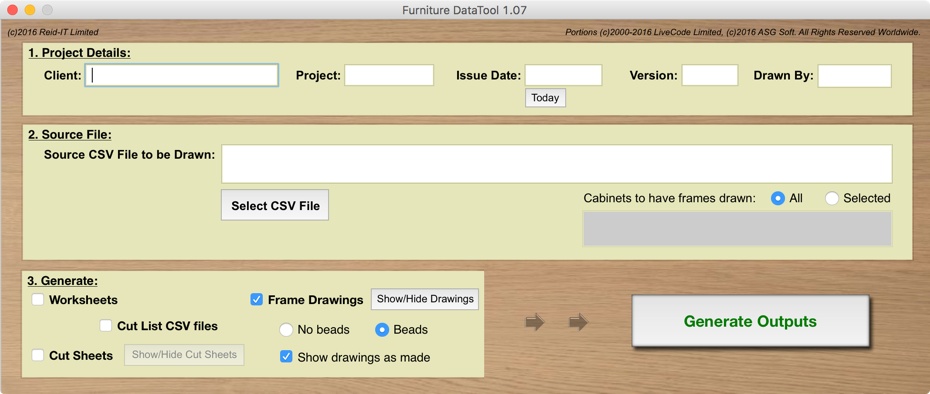 Furniture DataTool 1.07
(c)2016 Reid-IT Limited Portions (c)2000-2016 LiveCode Limited, (c)2016 ASG Soft. All Rights Reserved Worldwide.
1. Project Details:
Client: Project: Issue Date: Version: Drawn By:
Today
2. Source File:
Source CSV File to be Drawn:
Select CSV File
Cabinets to have frames drawn: All Selected
3. Generate:
Worksheets
Cut List CSV files
Cut Sheets Show/Hide Cut Sheets
Frame Drawings Show/Hide Drawings
No beads Beads
Show drawings as made
Generate Outputs